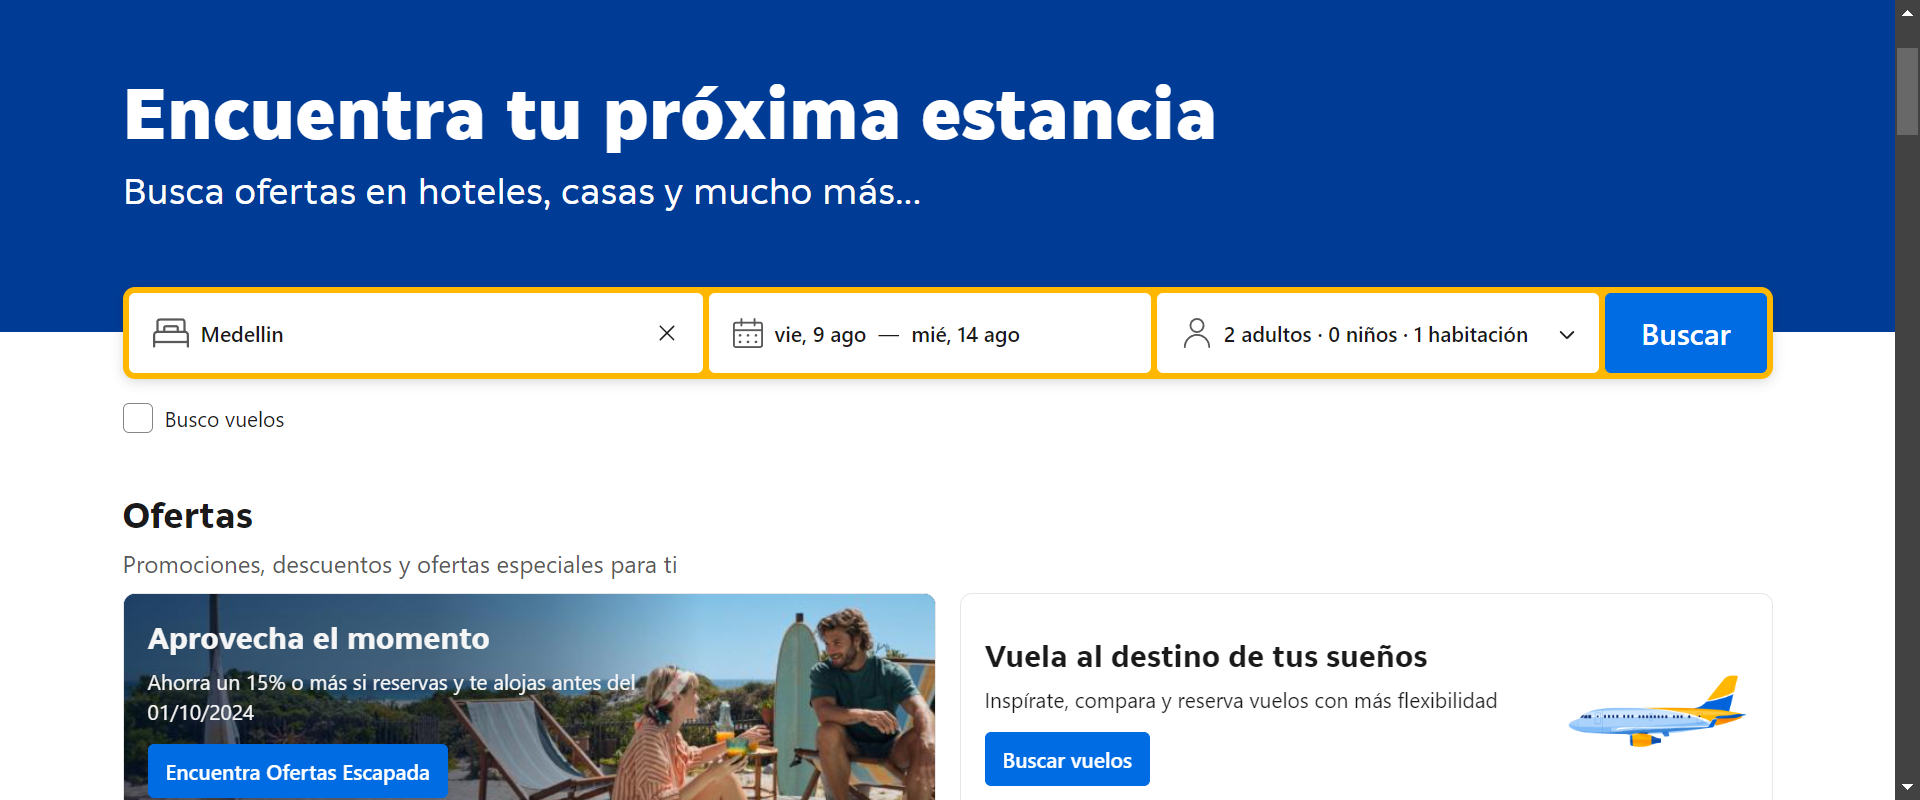 Encuentra tu próxima estancia
Busca ofertas en hoteles, casas y mucho más...
Medellin
vie, 9 ago — mié, 14 ago
2 adultos · 0 niños · 1 habitación
Buscar
Busco vuelos
Ofertas
Promociones, descuentos y ofertas especiales para ti
Aprovecha el momento
Ahorra un 15% o más si reservas y te alojas antes del
01/10/2024
Encuentra Ofertas Escapada
Vuela al destino de tus sueños
Inspírate, compara y reserva vuelos con más flexibilidad
Buscar vuelos